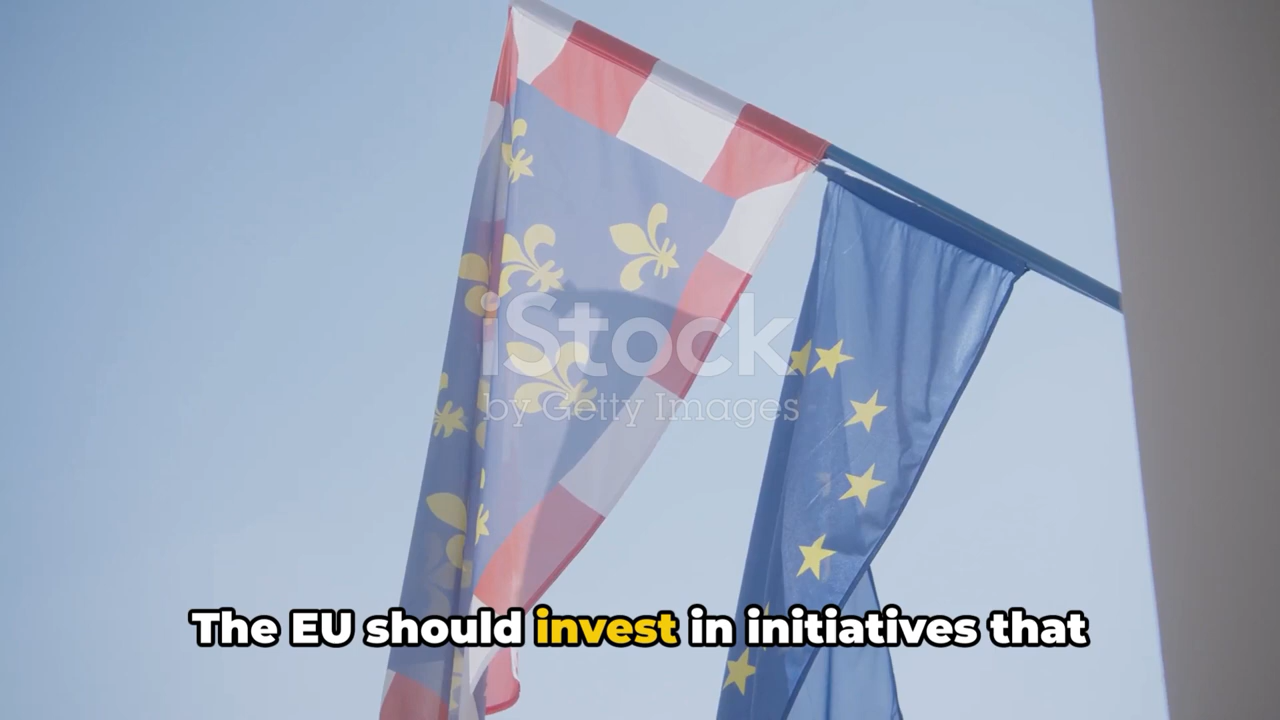 iStock
by Getty Images
The EU should invest in initiatives that